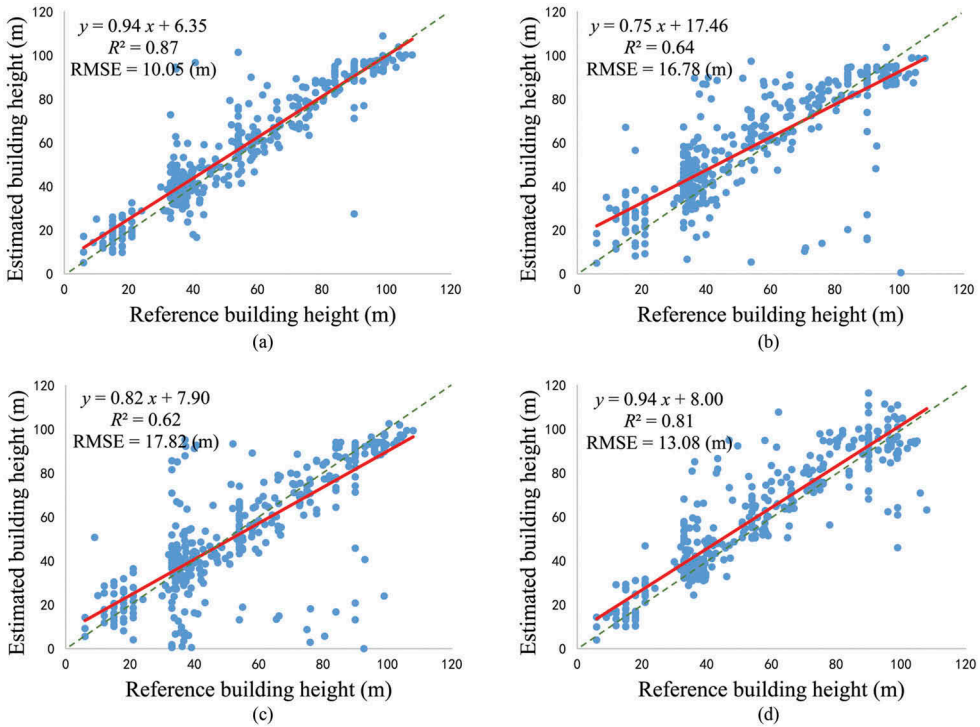 y = 0.94 x + 6.35
R² = 0.87
RMSE = 10.05 (m)
Estimated building height (m)
120
100
80
60
40
20
0
0 20 40 60 80 100 120
Reference building height (m)
(a)
y = 0.75 x + 17.46
R² = 0.64
RMSE = 16.78 (m)
Estimated building height (m)
120
100
80
60
40
20
0
0 20 40 60 80 100 120
Reference building height (m)
(b)
y = 0.82 x + 7.90
R² = 0.62
RMSE = 17.82 (m)
Estimated building height (m)
120
100
80
60
40
20
0
0 20 40 60 80 100 120
Reference building height (m)
(c)
y = 0.94 x + 8.00
R² = 0.81
RMSE = 13.08 (m)
Estimated building height (m)
120
100
80
60
40
20
0
0 20 40 60 80 100 120
Reference building height (m)
(d)